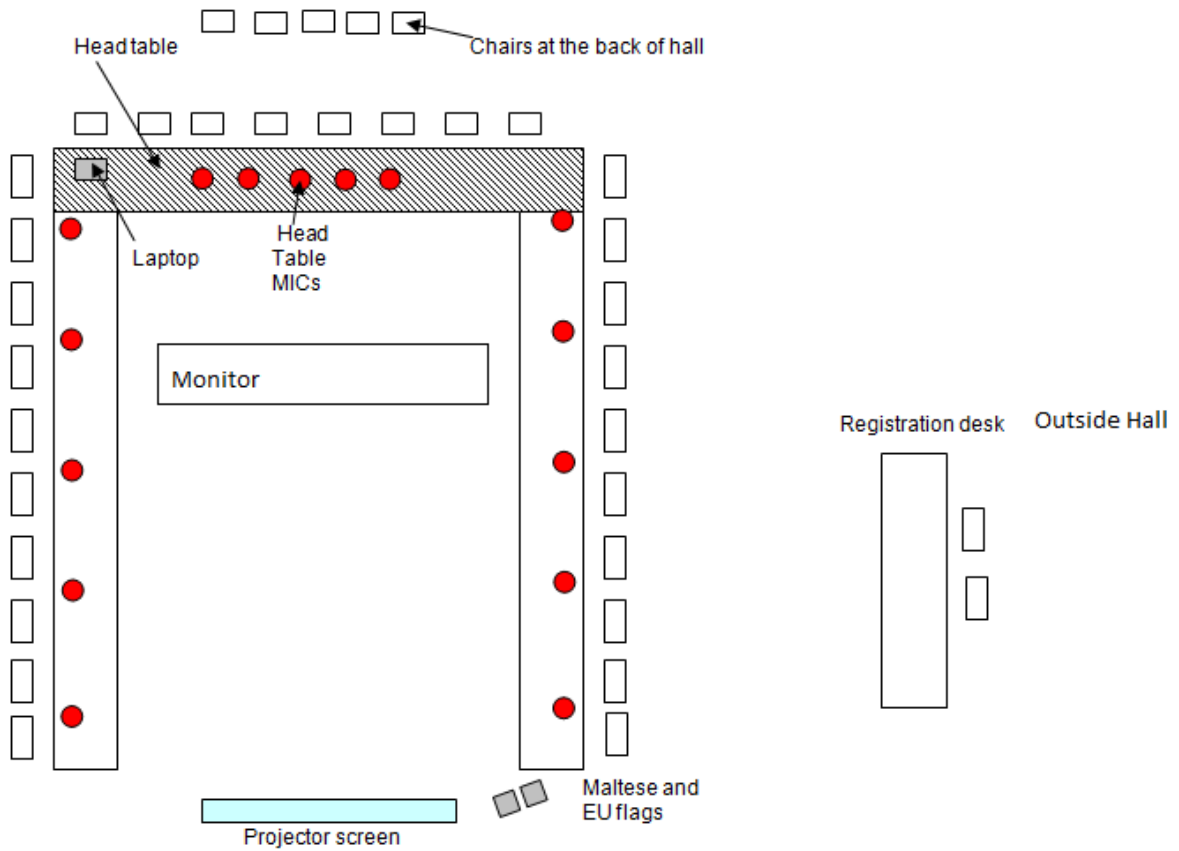 Head table
Chairs at the back of hall
Laptop
Head
Table
MICs
Monitor
Registration desk
Outside Hall
Maltese and
EU flags
Projector screen